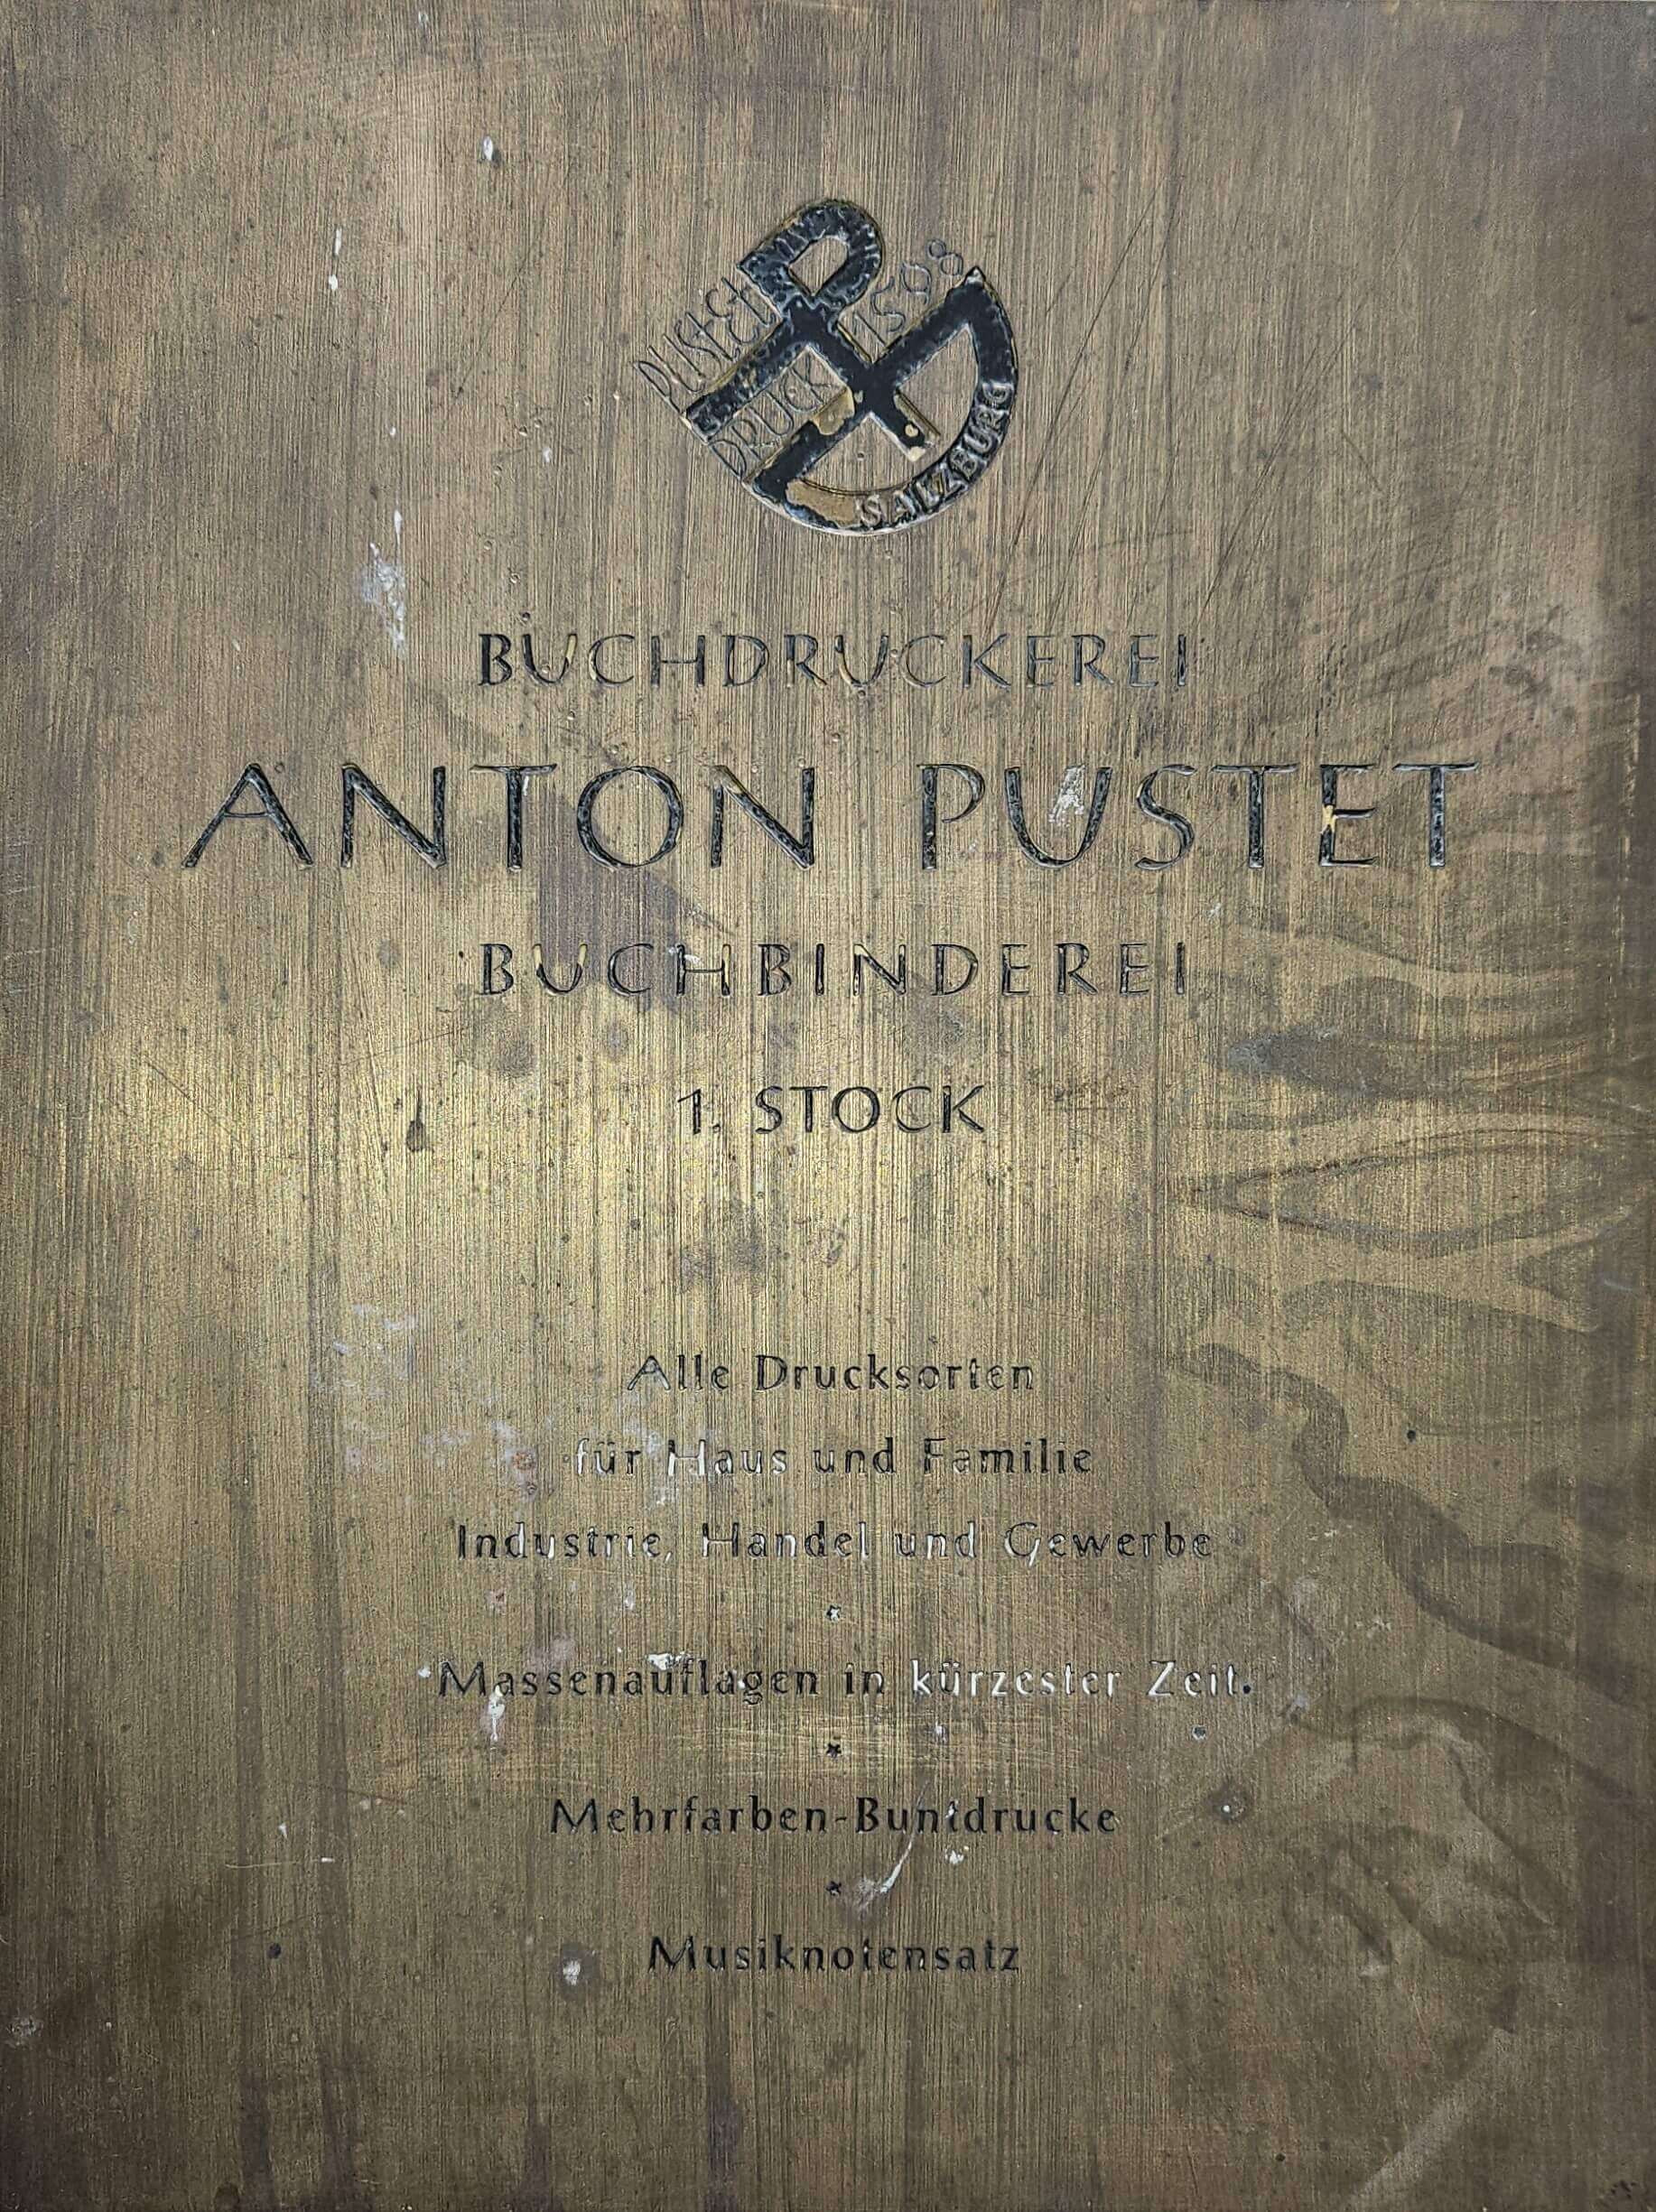 PUSTET
DRUCK
1598
SALZBURG
BUCHDRUCKEREI
ANTON PUSTET
BUCHBINDEREI
1. STOCK
Alle Drucksorten
für Haus und Familie
Industrie, Handel und Gewerbe
*
Massenauflagen in kürzester Zeit.
*
Mehrfarben-Buntdrucke
*
Musiknotensatz